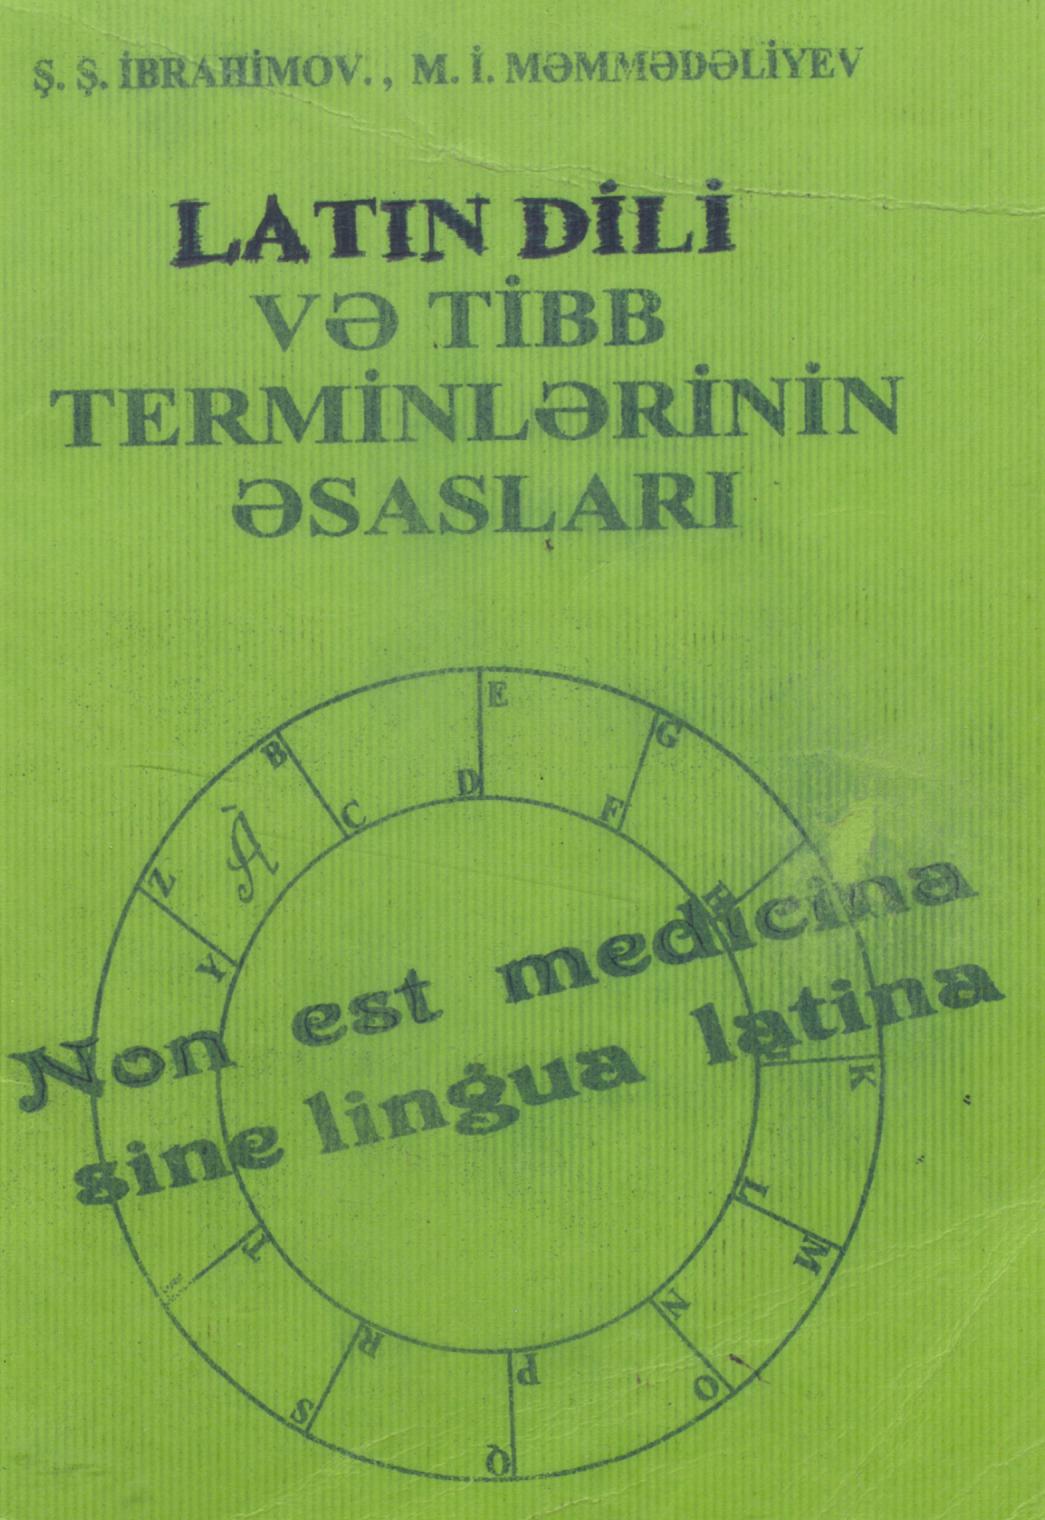 Ş. Ş. İBRAHİMOV., M. İ. MƏMMƏDƏLİYEV
LATIN DİLİ
VƏ TİBB
TERMİNLƏRİNİN
ƏSASLARI
E
G
B
D
F
C
À
Z
H
Y
Non est medicina
sine lingua latina
K
L
T
M
N
R
P
O
S
Q